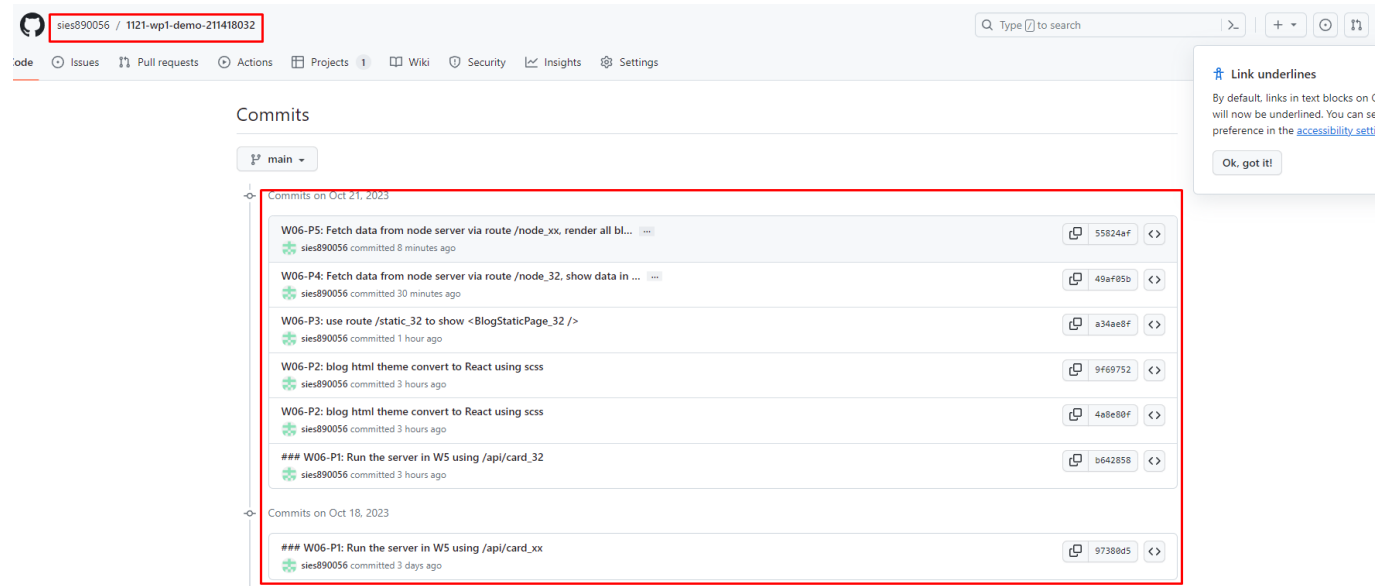 sies890056 / 1121-wp1-demo-211418032
Type / to search
ode Issues Pull requests Actions Projects 1 Wiki Security Insights Settings
Link underlines
By default, links in text blocks on
will now be underlined. You can se
preference in the accessibility setti
Ok, got it!
Commits
main
Commits on Oct 21, 2023
W06-P5: Fetch data from node server via route /node_xx, render all bl... ...
55824af
sies890056 committed 8 minutes ago
W06-P4: Fetch data from node server via route /node_32, show data in ... ...
49af05b
sies890056 committed 30 minutes ago
W06-P3: use route /static_32 to show <BlogStaticPage_32 />
a34ae8f
sies890056 committed 1 hour ago
W06-P2: blog html theme convert to React using scss
9f69752
sies890056 committed 3 hours ago
W06-P2: blog html theme convert to React using scss
4a8e80f
sies890056 committed 3 hours ago
### W06-P1: Run the server in W5 using /api/card_32
b642858
sies890056 committed 3 hours ago
Commits on Oct 18, 2023
### W06-P1: Run the server in W5 using /api/card_xx
97380d5
sies890056 committed 3 days ago